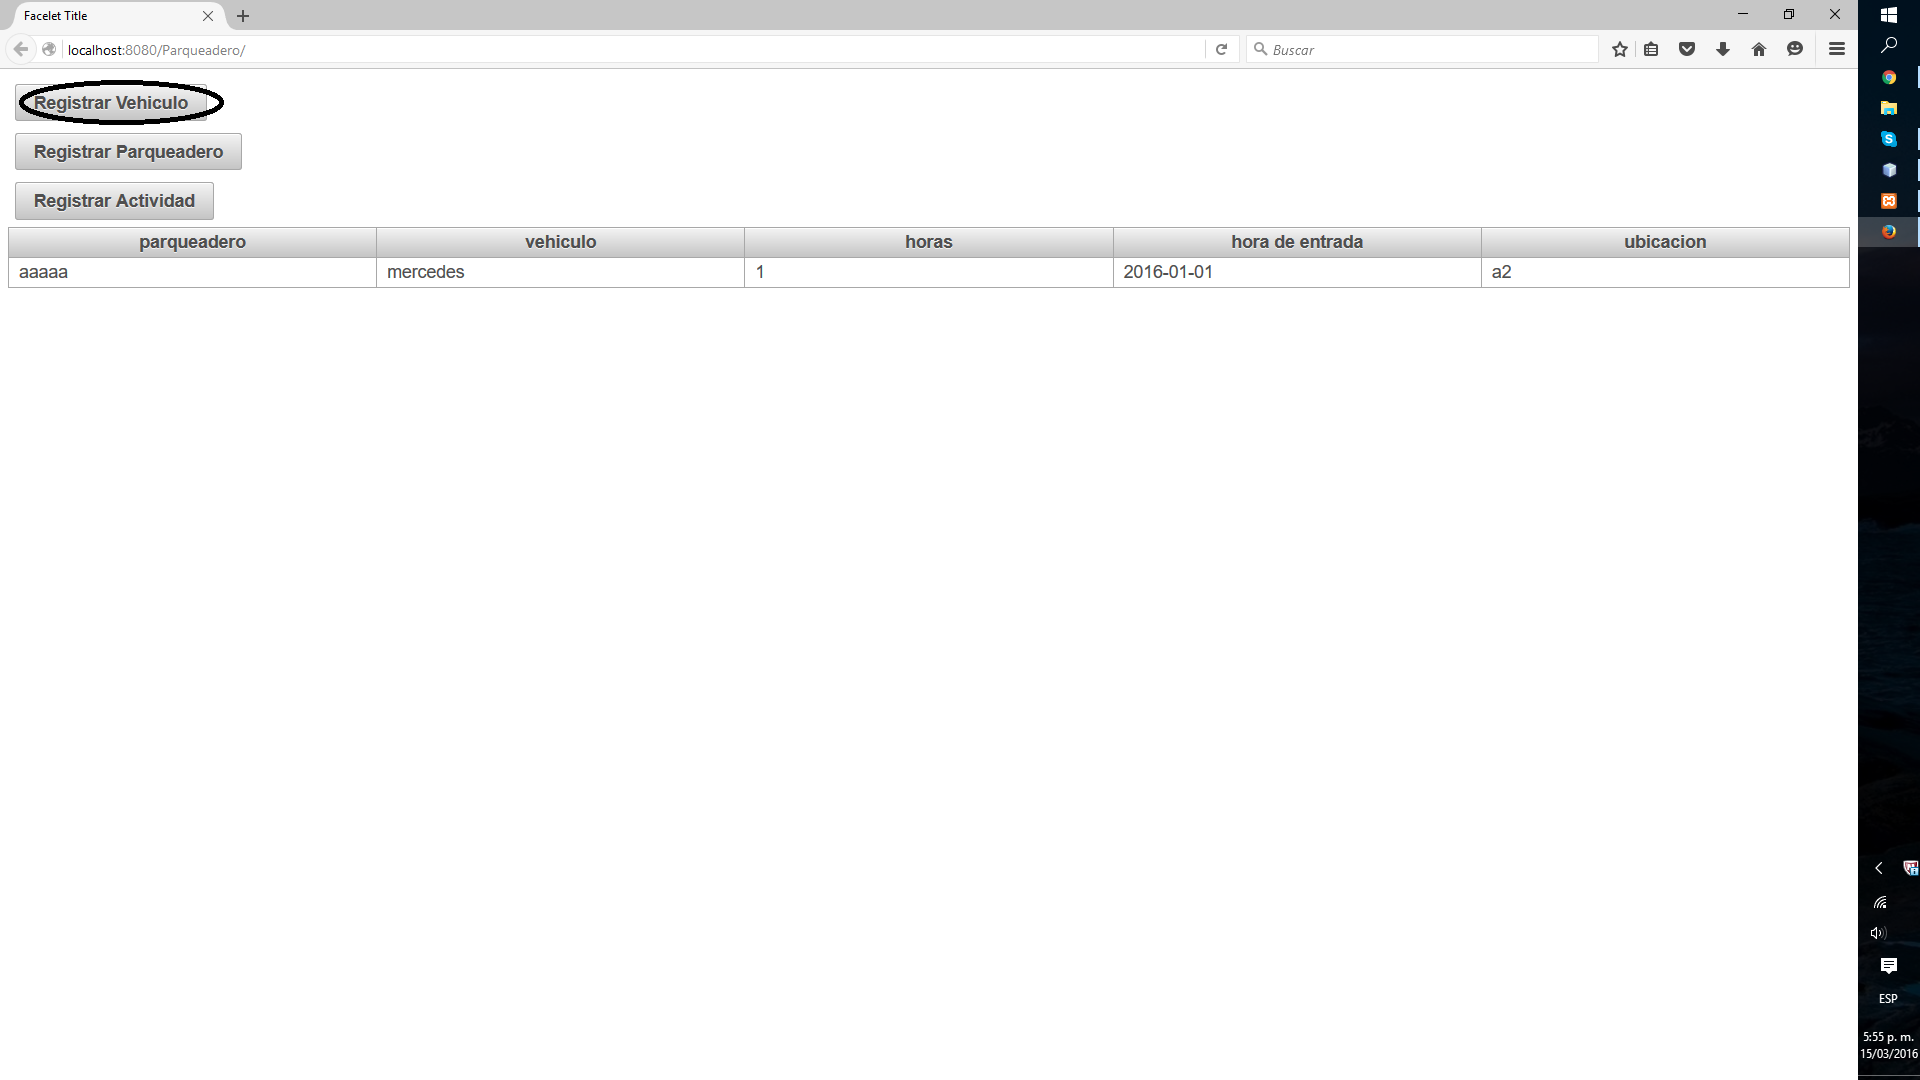 Facelet Title
localhost:8080/Parqueadero/
Buscar
Registrar Vehiculo
Registrar Parqueadero
Registrar Actividad
parqueadero vehiculo horas hora de entrada ubicacion
aaaaa mercedes 1 2016-01-01 a2
ESP
5:55 p. m.
15/03/2016